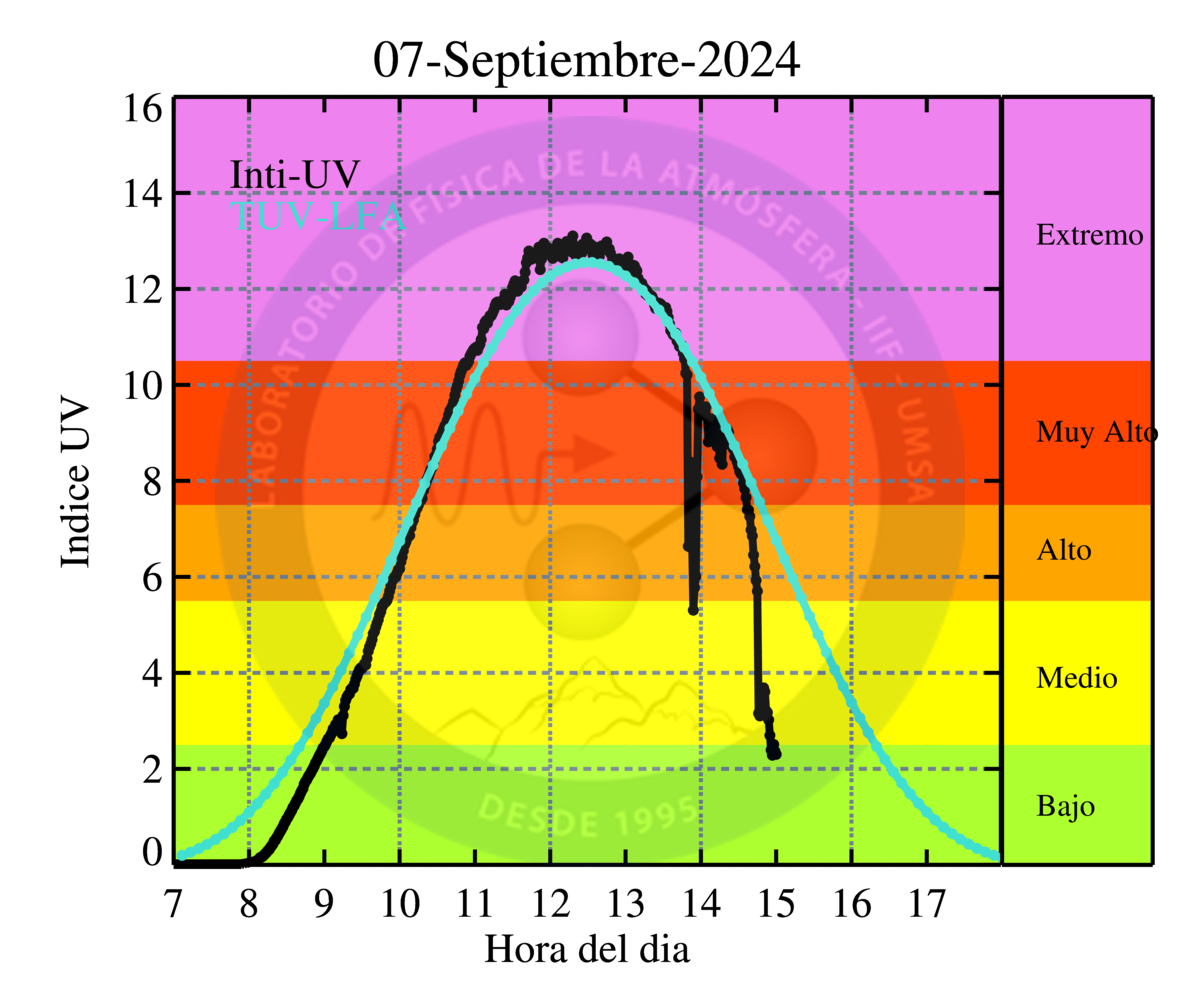 07-Septiembre-2024
16
14
12
10
8
6
4
2
0
Indice UV
Inti-UV
TUV-LFA
LABORATORIO DE FÍSICA DE LA ATMÓSFERA - IIF - UMSA
DESDE 1995
Extremo
Muy Alto
Alto
Medio
Bajo
7 8 9 10 11 12 13 14 15 16 17
Hora del dia